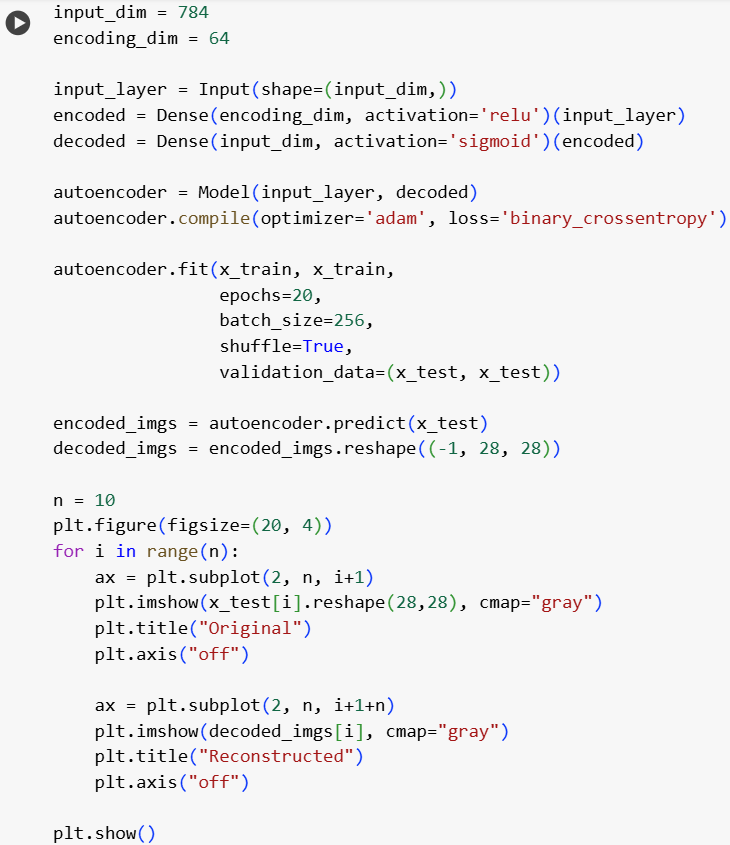 input_dim = 784
encoding_dim = 64
input_layer = Input(shape=(input_dim,))
encoded = Dense(encoding_dim, activation='relu')(input_layer)
decoded = Dense(input_dim, activation='sigmoid')(encoded)
autoencoder = Model(input_layer, decoded)
autoencoder.compile(optimizer='adam', loss='binary_crossentropy')
autoencoder.fit(x_train, x_train,
                epochs=20,
                batch_size=256,
                shuffle=True,
                validation_data=(x_test, x_test))
encoded_imgs = autoencoder.predict(x_test)
decoded_imgs = encoded_imgs.reshape((-1, 28, 28))
n = 10
plt.figure(figsize=(20, 4))
for i in range(n):
    ax = plt.subplot(2, n, i+1)
    plt.imshow(x_test[i].reshape(28,28), cmap="gray")
    plt.title("Original")
    plt.axis("off")
    ax = plt.subplot(2, n, i+1+n)
    plt.imshow(decoded_imgs[i], cmap="gray")
    plt.title("Reconstructed")
    plt.axis("off")
plt.show()